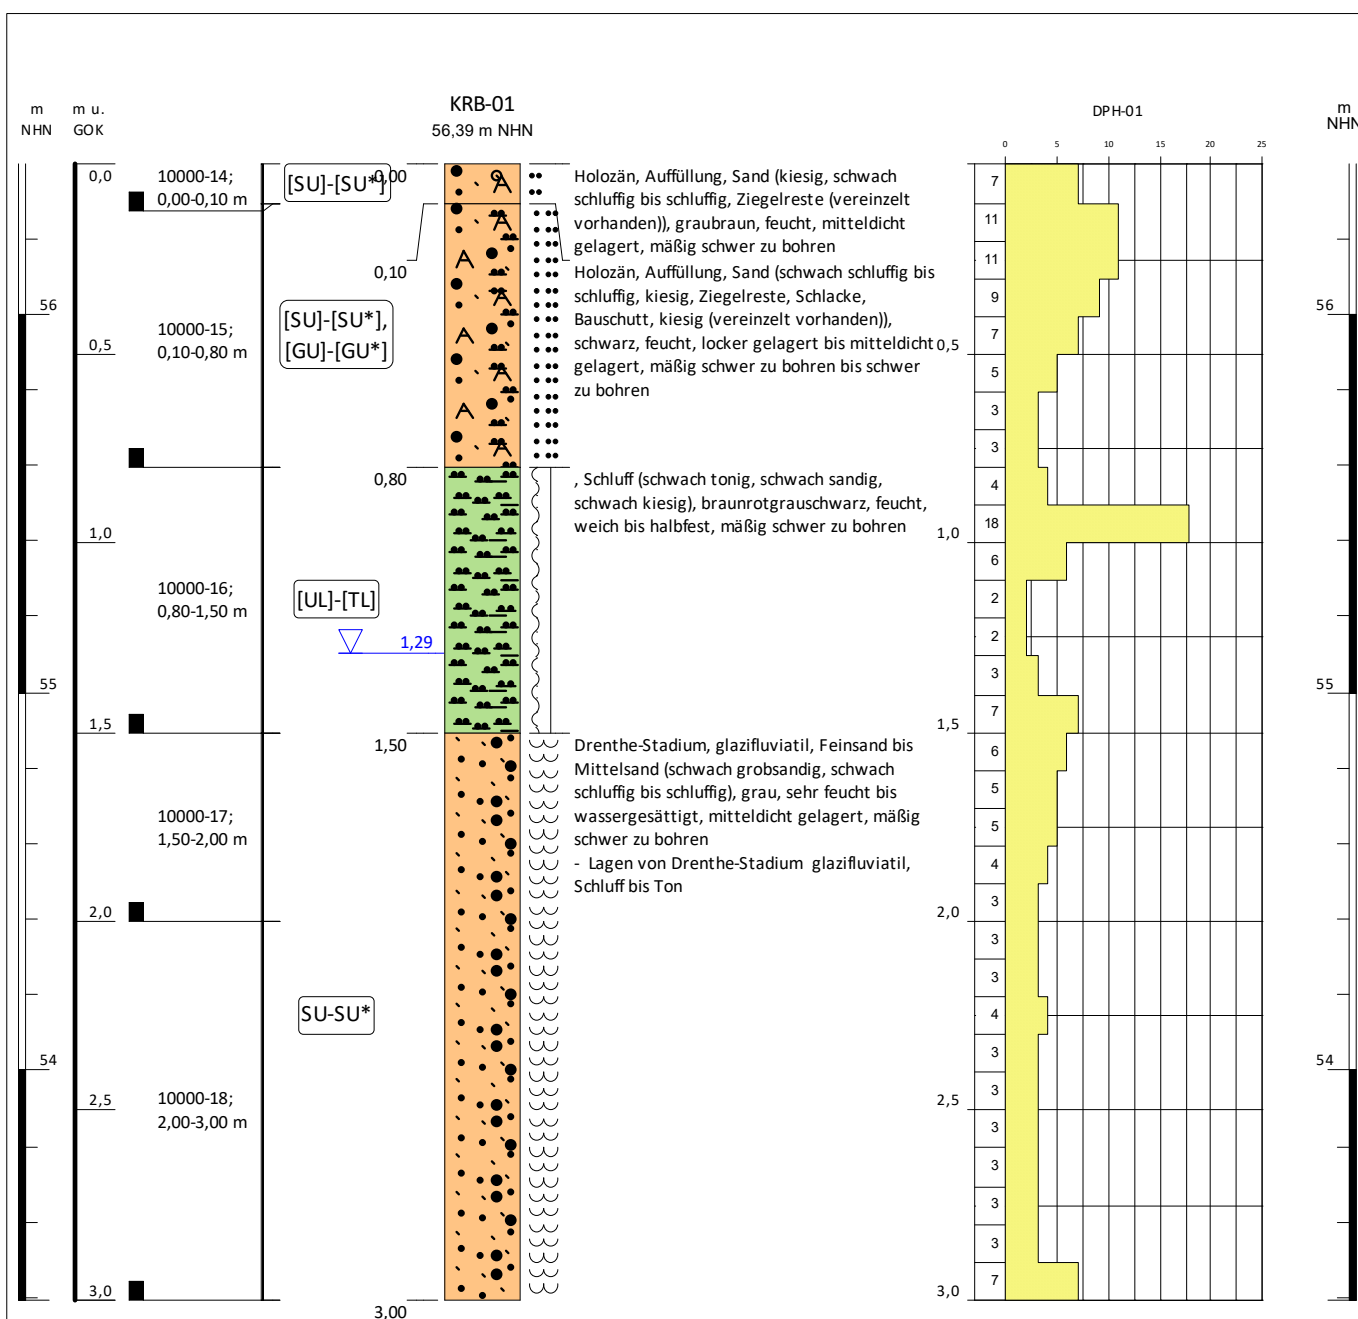 KRB-01
56,39 m NHN
m
NHN
m u.
GOK
DPH-01
m
NHN
0 5 10 15 20 25
0,0
0,5
1,0
1,5
2,0
2,5
3,0
56
55
54
10000-14;
0,00-0,10 m
10000-15;
0,10-0,80 m
10000-16;
0,80-1,50 m
10000-17;
1,50-2,00 m
10000-18;
2,00-3,00 m
[SU]-[SU*]
[SU]-[SU*],
[GU]-[GU*]
[UL]-[TL]
SU-SU*
0,00
0,10
0,80
1,29
1,50
3,00
A
A
A
A
A
A
A
A
Holozän, Auffüllung, Sand (kiesig, schwach
schluffig bis schluffig, Ziegelreste (vereinzelt
vorhanden)), graubraun, feucht, mitteldicht
gelagert, mäßig schwer zu bohren
Holozän, Auffüllung, Sand (schwach schluffig bis
schluffig, kiesig, Ziegelreste, Schlacke,
Bauschutt, kiesig (vereinzelt vorhanden)),
schwarz, feucht, locker gelagert bis mitteldicht
gelagert, mäßig schwer zu bohren bis schwer
zu bohren
, Schluff (schwach tonig, schwach sandig,
schwach kiesig), braunrotgrauschwarz, feucht,
weich bis halbfest, mäßig schwer zu bohren
Drenthe-Stadium, glazifluviatil, Feinsand bis
Mittelsand (schwach grobsandig, schwach
schluffig bis schluffig), grau, sehr feucht bis
wassergesättigt, mitteldicht gelagert, mäßig
schwer zu bohren
- Lagen von Drenthe-Stadium glazifluviatil,
Schluff bis Ton
0,5
1,0
1,5
2,0
2,5
3,0
7
11
11
9
7
5
3
3
4
18
6
2
2
3
7
6
5
5
4
3
3
3
4
3
3
3
3
3
3
7
56
55
54